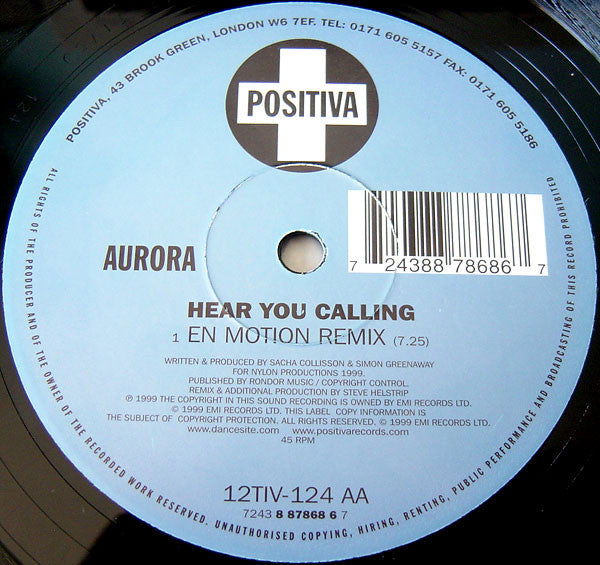 POSITIVA, 43 BROOK GREEN, LONDON W6 7EF. TEL: 0171 605 5157 FAX: 0171 605 5186
POSITIVA
AURORA
7 24388 78686 7
HEAR YOU CALLING
1 EN MOTION REMIX (7.25)
WRITTEN & PRODUCED BY SACHA COLLISSON & SIMON GREENAWAY
FOR NYLON PRODUCTIONS 1999.
PUBLISHED BY RONDOR MUSIC / COPYRIGHT CONTROL.
REMIX & ADDITIONAL PRODUCTION BY STEVE HELSTRIP
℗ 1999 THE COPYRIGHT IN THIS SOUND RECORDING IS OWNED BY EMI RECORDS LTD.
© 1999 EMI RECORDS LTD. THIS LABEL COPY INFORMATION IS
THE SUBJECT OF COPYRIGHT PROTECTION. ALL RIGHTS RESERVED. © 1999 EMI RECORDS LTD.
www.dancesite.com www.positivarecords.com
45 RPM
12TIV-124 AA
7243 8 87868 6 7
ALL RIGHTS OF THE PRODUCER AND OF THE OWNER OF THE RECORDED WORK RESERVED. UNAUTHORISED COPYING, HIRING, RENTING, PUBLIC PERFORMANCE AND BROADCASTING OF THIS RECORD PROHIBITED